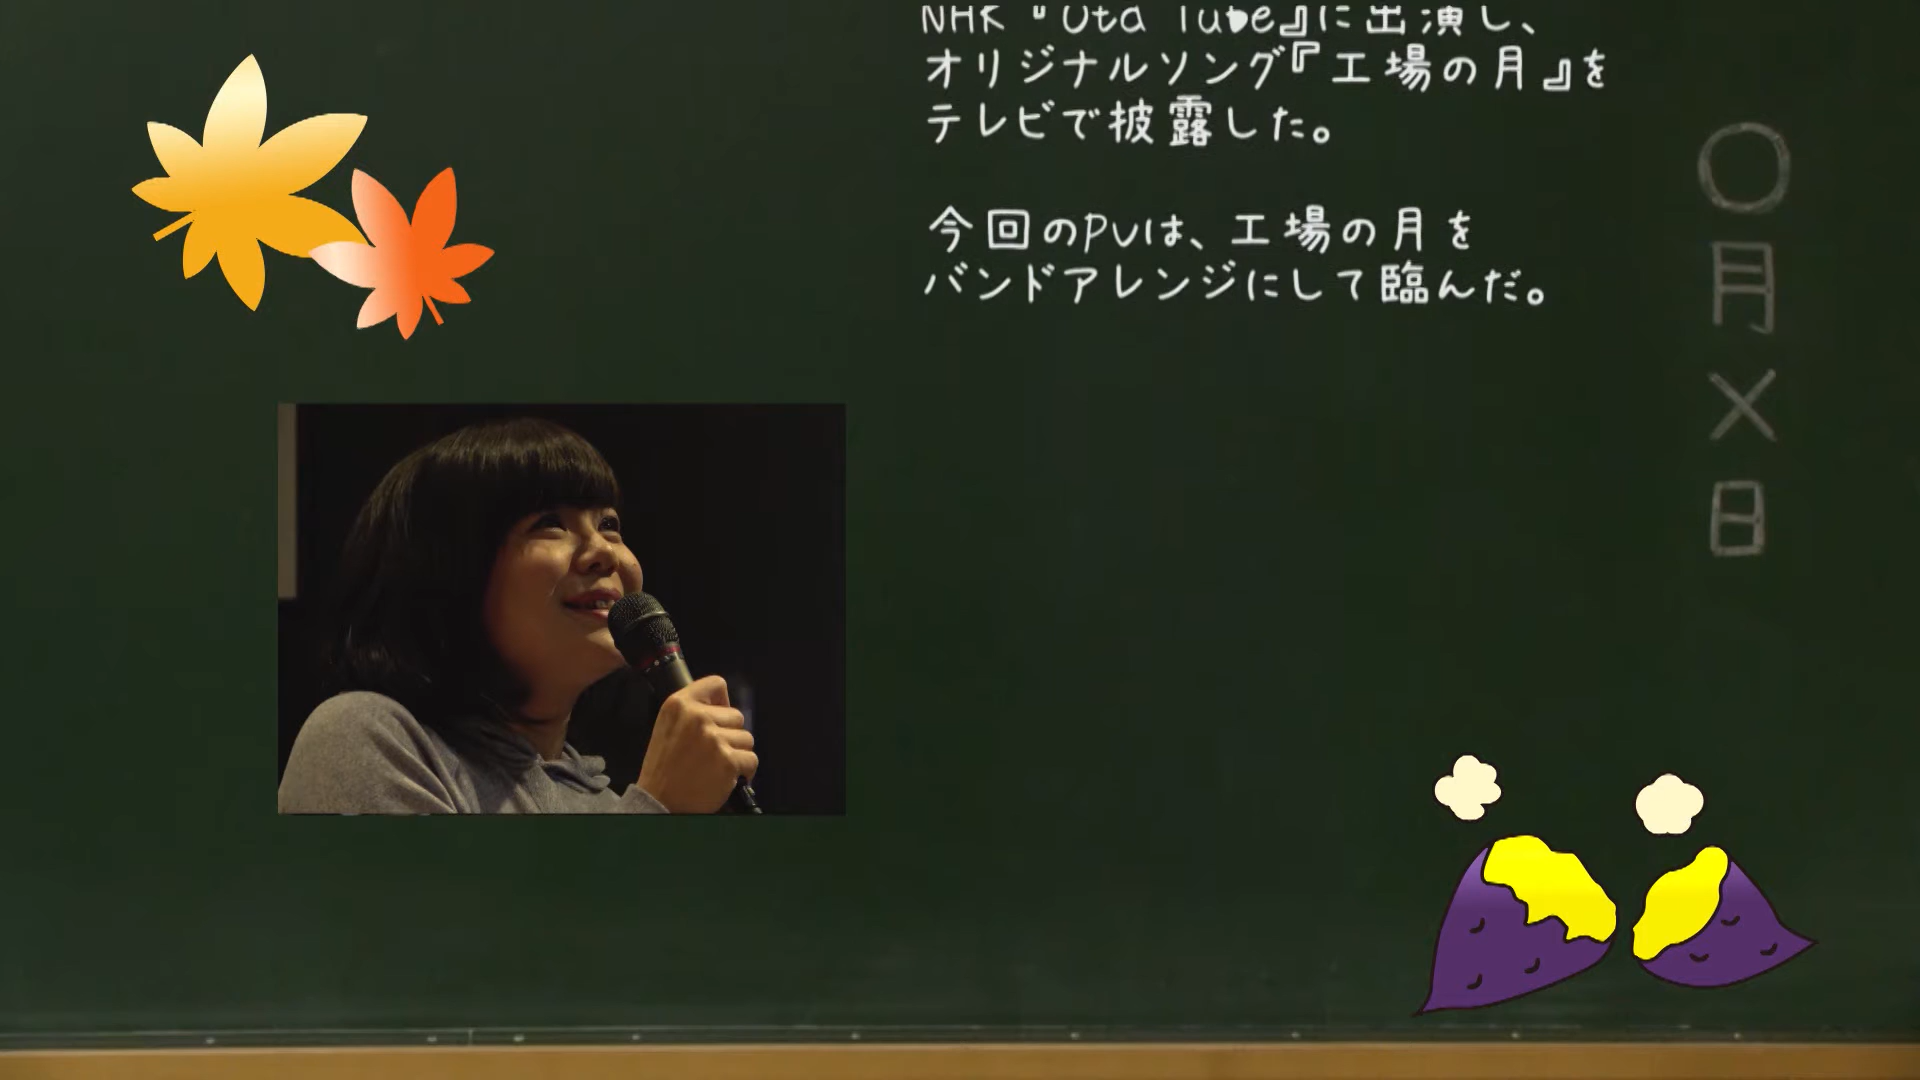 NHK『Uta Tube』に出演し、
オリジナルソング『工場の月』を
テレビで披露した。
今回のPVは、工場の月を
バンドアレンジにして臨んだ。
〇月×日